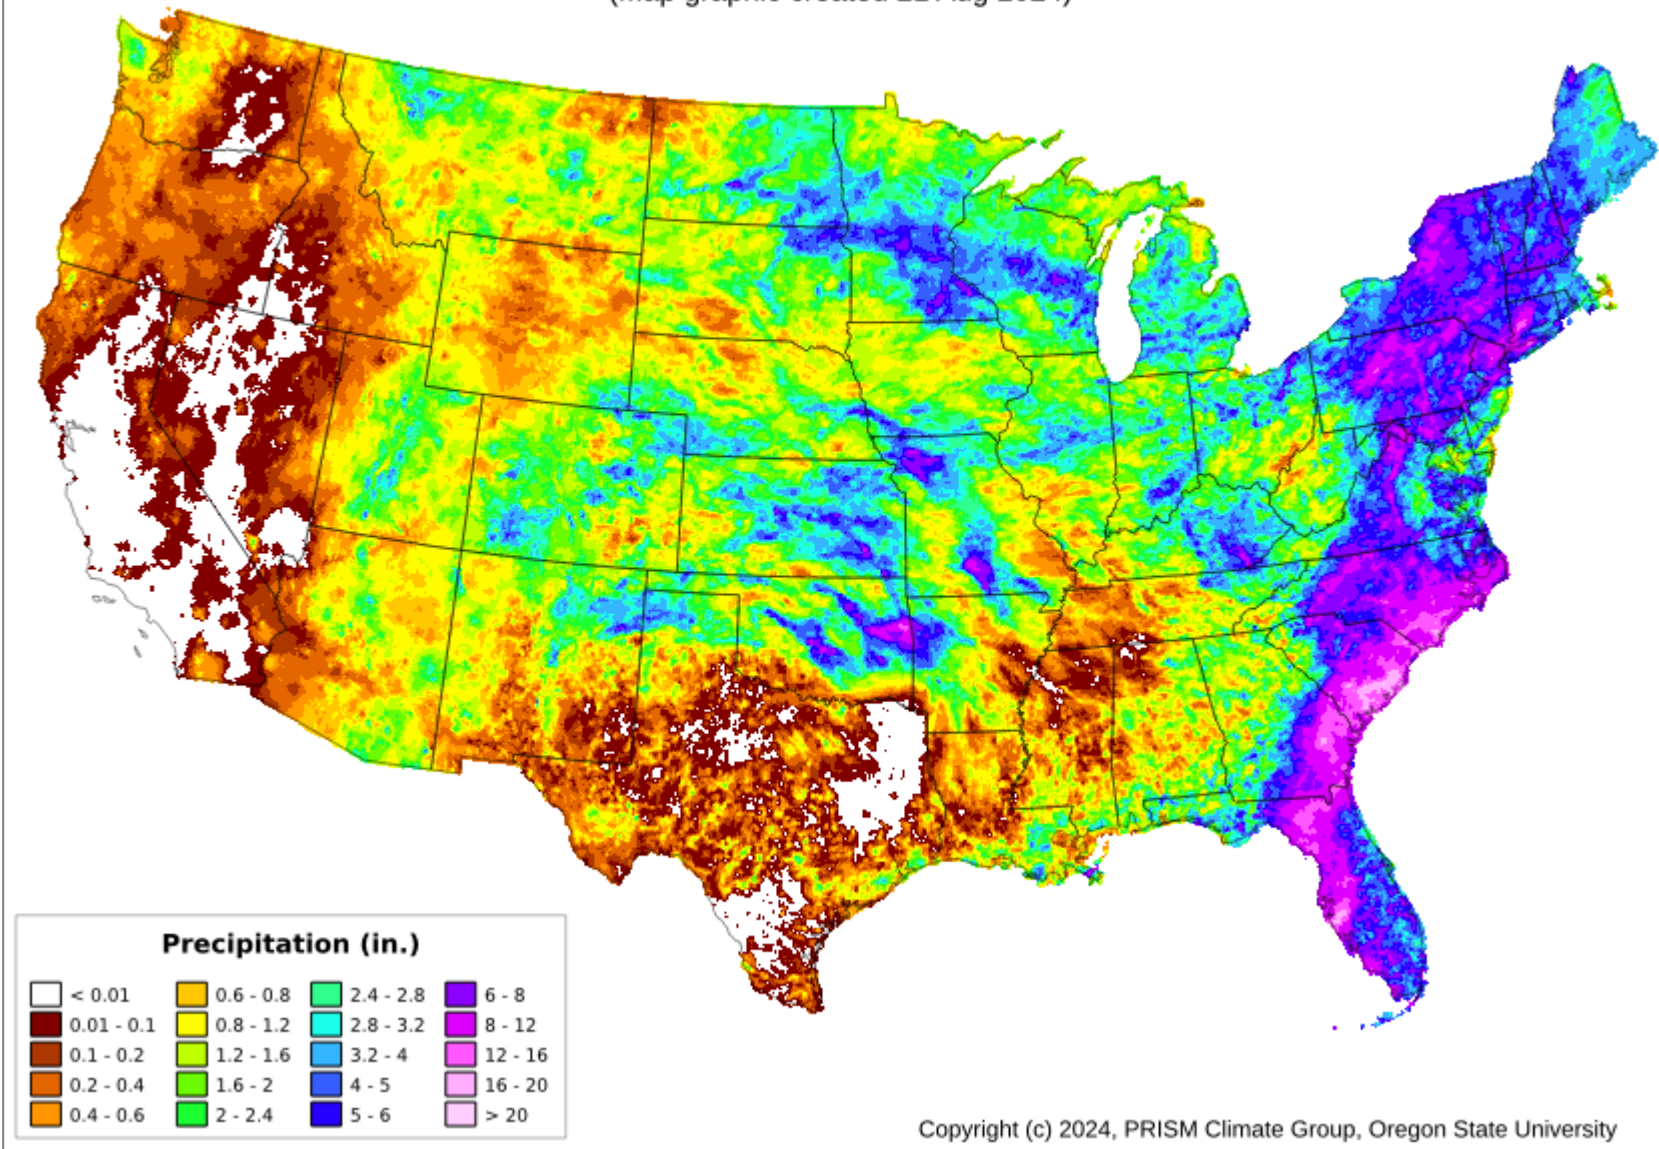 Precipitation (in.)
< 0.01
0.01 - 0.1
0.1 - 0.2
0.2 - 0.4
0.4 - 0.6
0.6 - 0.8
0.8 - 1.2
1.2 - 1.6
1.6 - 2
2 - 2.4
2.4 - 2.8
2.8 - 3.2
3.2 - 4
4 - 5
5 - 6
6 - 8
8 - 12
12 - 16
16 - 20
> 20
Copyright (c) 2024, PRISM Climate Group, Oregon State University